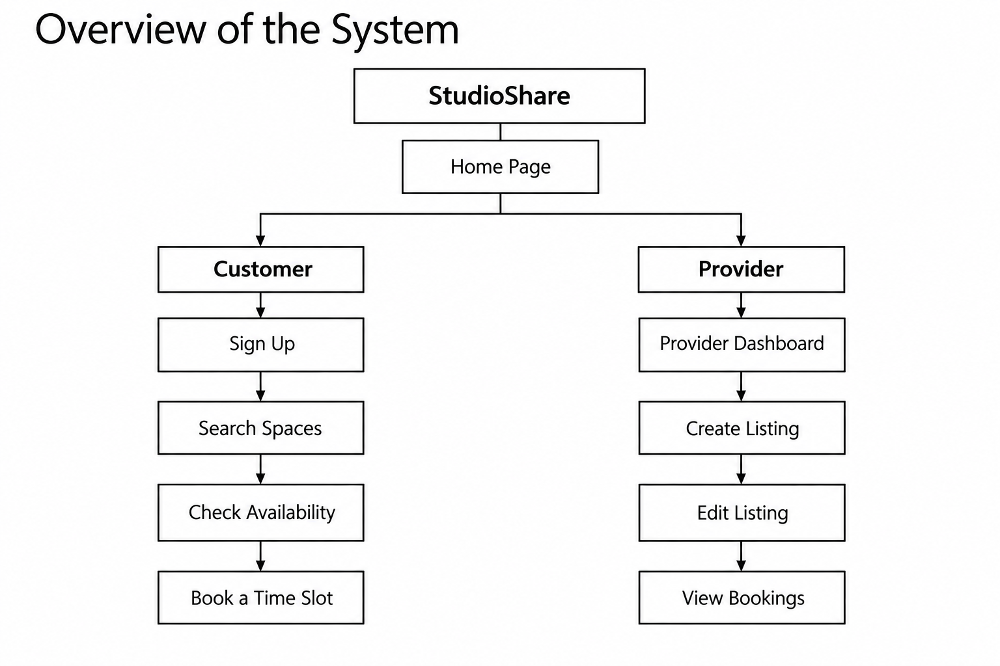 Overview of the System
StudioShare
Home Page
Customer
Sign Up
Search Spaces
Check Availability
Book a Time Slot
Provider
Provider Dashboard
Create Listing
Edit Listing
View Bookings